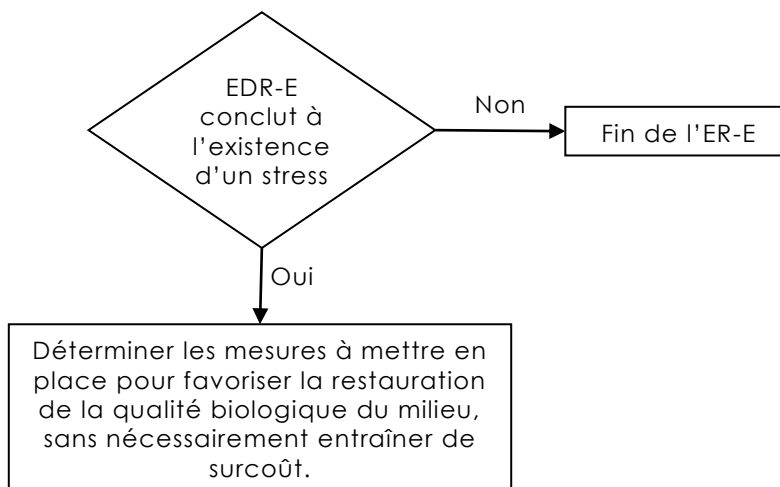 EDR-E
conclut à
l’existence
d’un stress
Non
Fin de l’ER-E
Oui
Déterminer les mesures à mettre en
place pour favoriser la restauration
de la qualité biologique du milieu,
sans nécessairement entraîner de
surcoût.